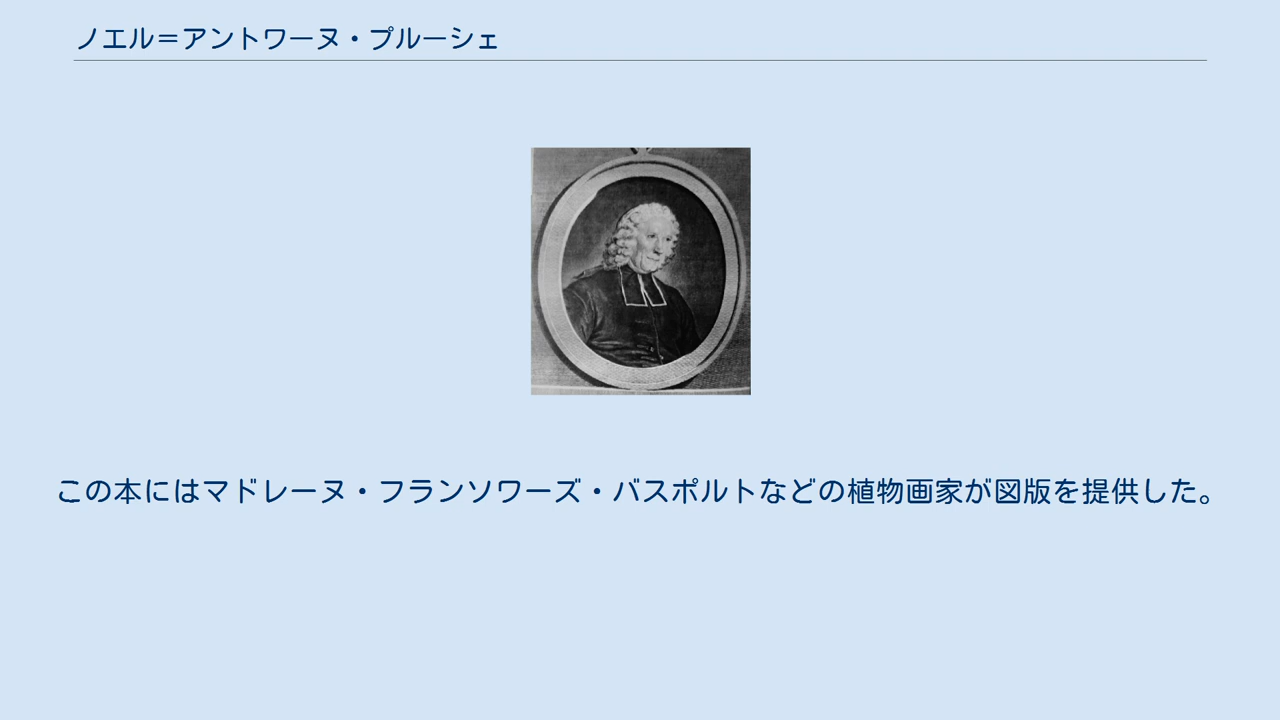 ノエル＝アントワーヌ・プルーシェ
この本にはマドレーヌ・フランソワーズ・バスポルトなどの植物画家が図版を提供した。